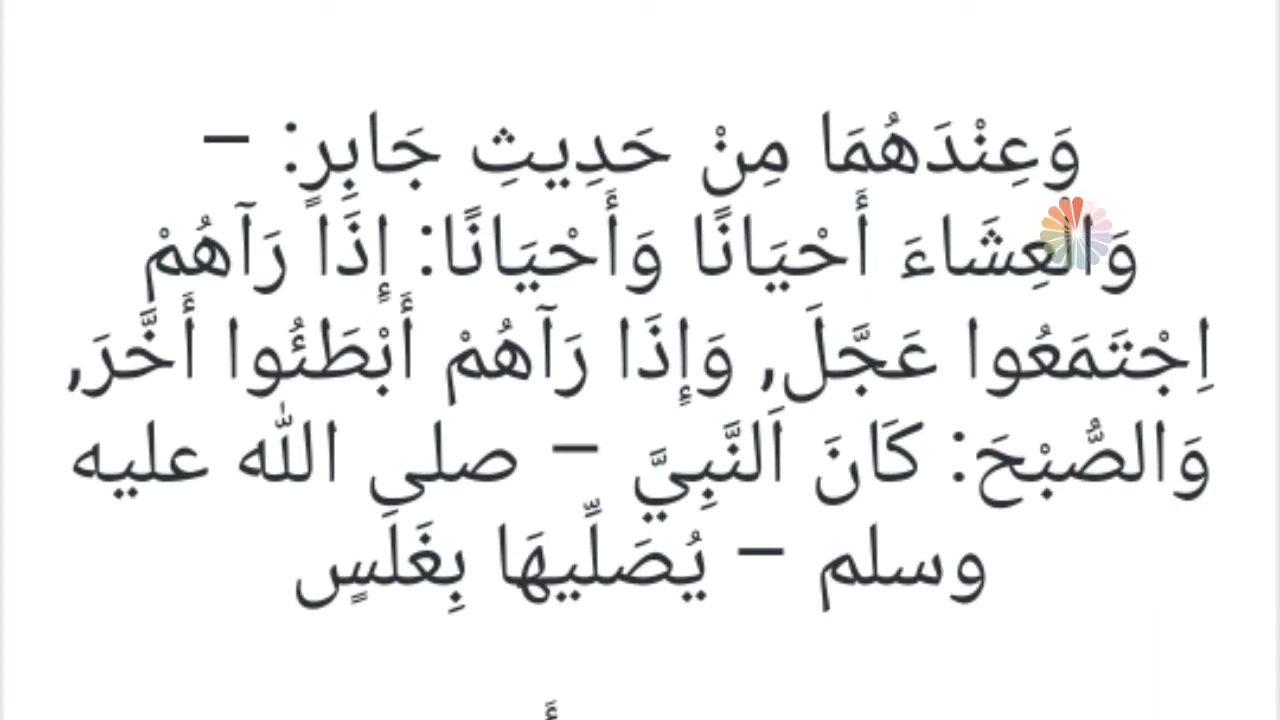 وَعِنْدَهُمَا مِنْ حَدِيثِ جَابِرٍ: –
وَالْعِشَاءَ أَحْيَانًا وَأَحْيَانًا: إِذَا رَآهُمْ
اِجْتَمَعُوا عَجَّلَ, وَإِذَا رَآهُمْ أَبْطَئُوا أَخَّرَ,
وَالصُّبْحَ: كَانَ اَلنَّبِيَّ – صلى الله عليه
وسلم – يُصَلِّيهَا بِغَلَسٍ